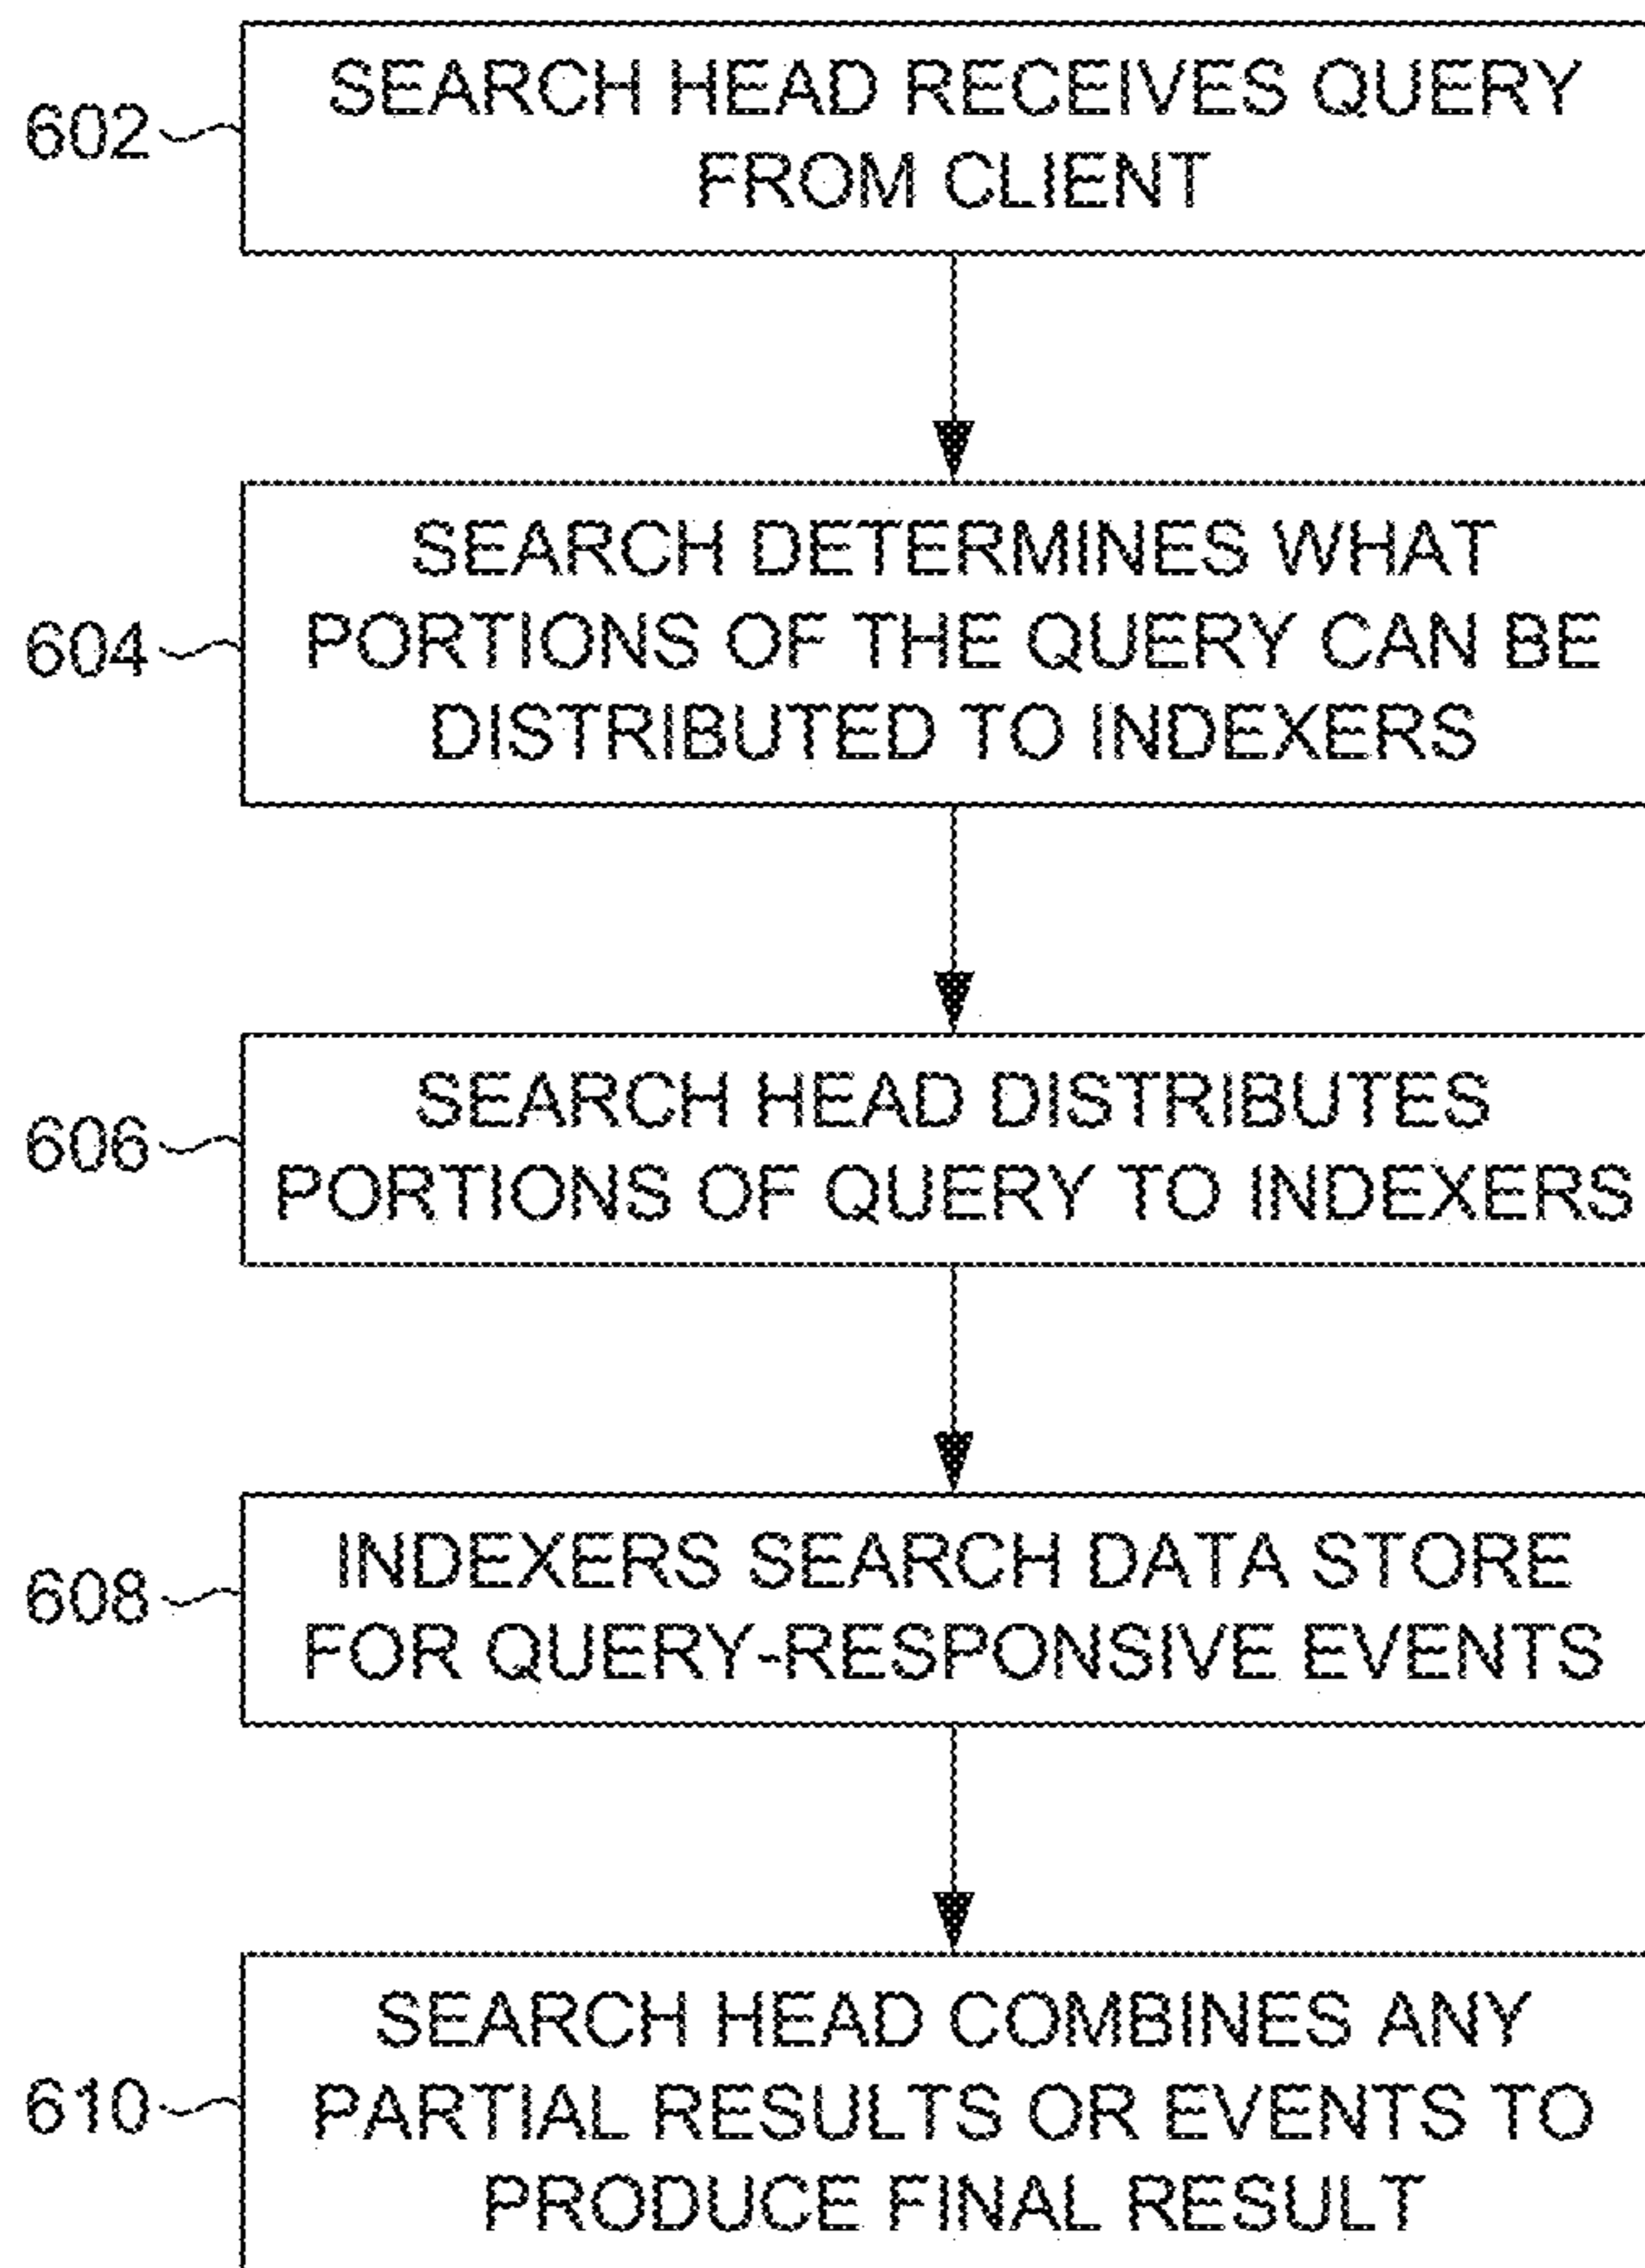 602
SEARCH HEAD RECEIVES QUERY
FROM CLIENT
604
SEARCH DETERMINES WHAT
PORTIONS OF THE QUERY CAN BE
DISTRIBUTED TO INDEXERS
606
SEARCH HEAD DISTRIBUTES
PORTIONS OF QUERY TO INDEXERS
608
INDEXERS SEARCH DATA STORE
FOR QUERY-RESPONSIVE EVENTS
610
SEARCH HEAD COMBINES ANY
PARTIAL RESULTS OR EVENTS TO
PRODUCE FINAL RESULT